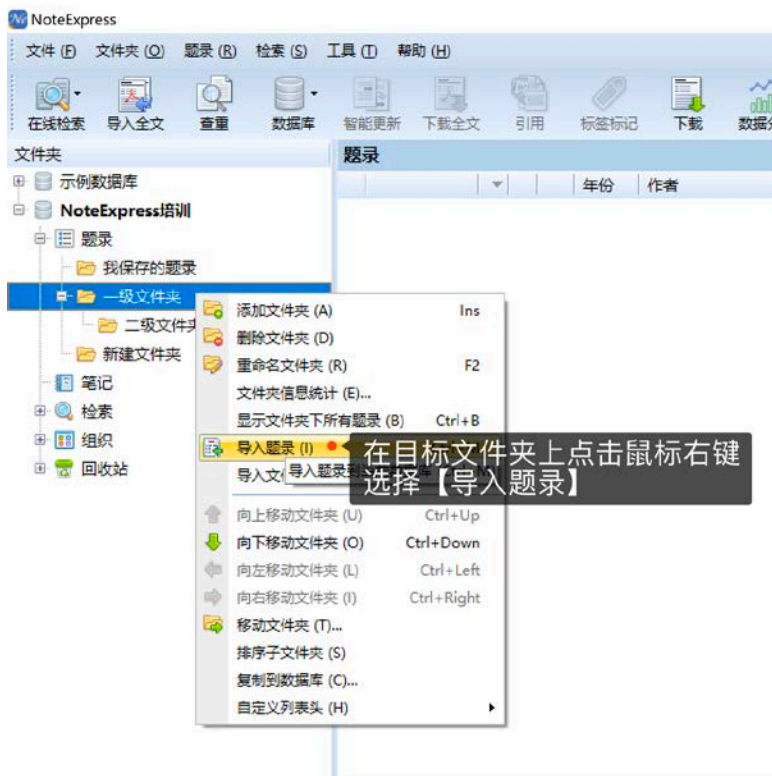 NoteExpress
文件 (F) 文件夹 (O) 题录 (R) 检索 (S) 工具 (T) 帮助 (H)
在线检索 导入全文 查重 数据库 智能更新 下载全文 引用 标签标记 下载 数据分
文件夹
题录
年份 作者
示例数据库
NoteExpress培训
题录
我保存的题录
一级文件夹
二级文件夹
新建文件夹
笔记
检索
组织
回收站
添加文件夹 (A) Ins
删除文件夹 (D)
重命名文件夹 (R) F2
文件夹信息统计 (E)...
显示文件夹下所有题录 (B) Ctrl+B
导入题录 (I)
导入文
导入题录到
在目标文件夹上点击鼠标右键
选择【导入题录】
向上移动文件夹 (U) Ctrl+Up
向下移动文件夹 (O) Ctrl+Down
向左移动文件夹 (L) Ctrl+Left
向右移动文件夹 (I) Ctrl+Right
移动文件夹 (T)...
排序子文件夹 (S)
复制到数据库 (C)...
自定义列表头 (H)